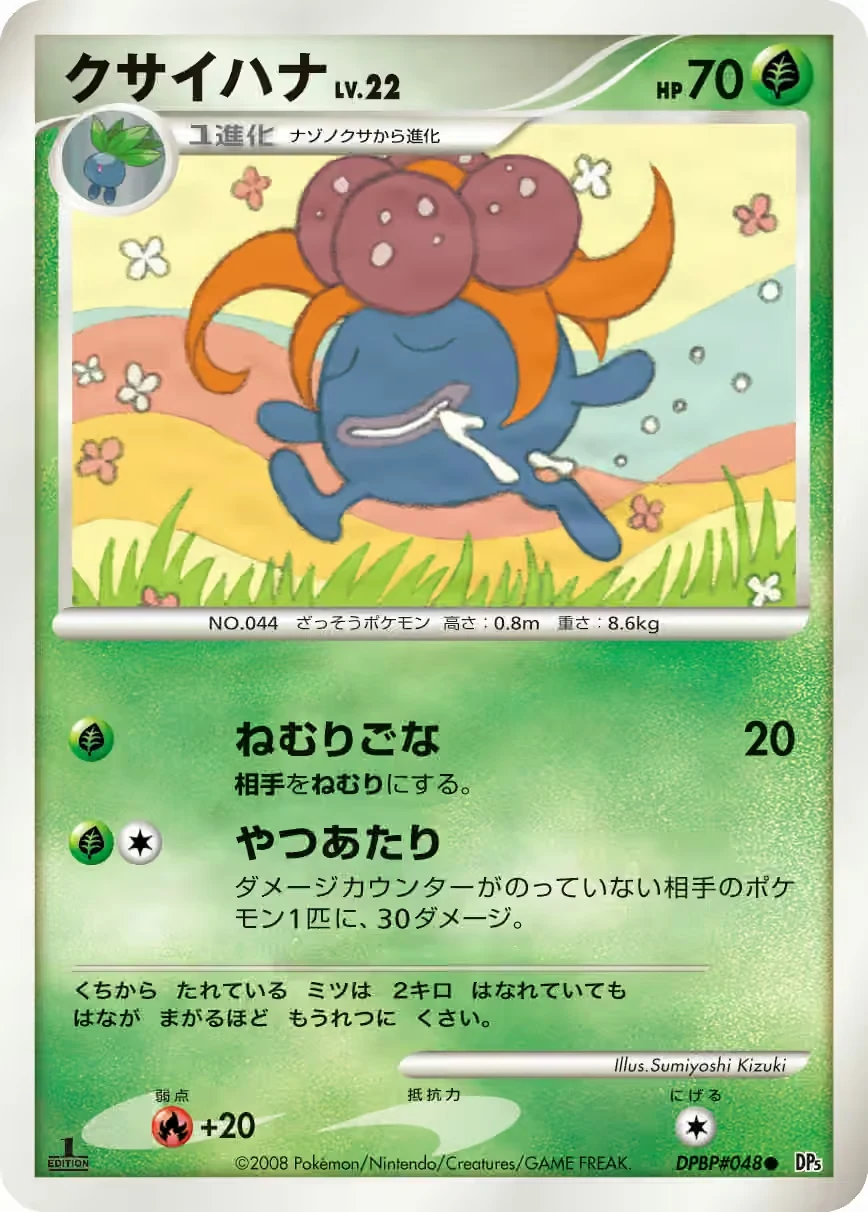 クサイハナ LV.22 HP 70
1進化 ナゾノクサから進化
NO.044 ざっそうポケモン 高さ:0.8m 重さ:8.6kg
ねむりごな 20
相手をねむりにする。
やつあたり
ダメージカウンターがのっていない相手のポケ
モン1匹に、30ダメージ。
くちから たれている ミツは 2キロ はなれていても
はなが まがるほど もうれつに くさい。
Illus.Sumiyoshi Kizuki
弱点 抵抗力 にげる
+20
1 EDITION ©2008 Pokémon/Nintendo/Creatures/GAME FREAK. DPBP#048● DP5